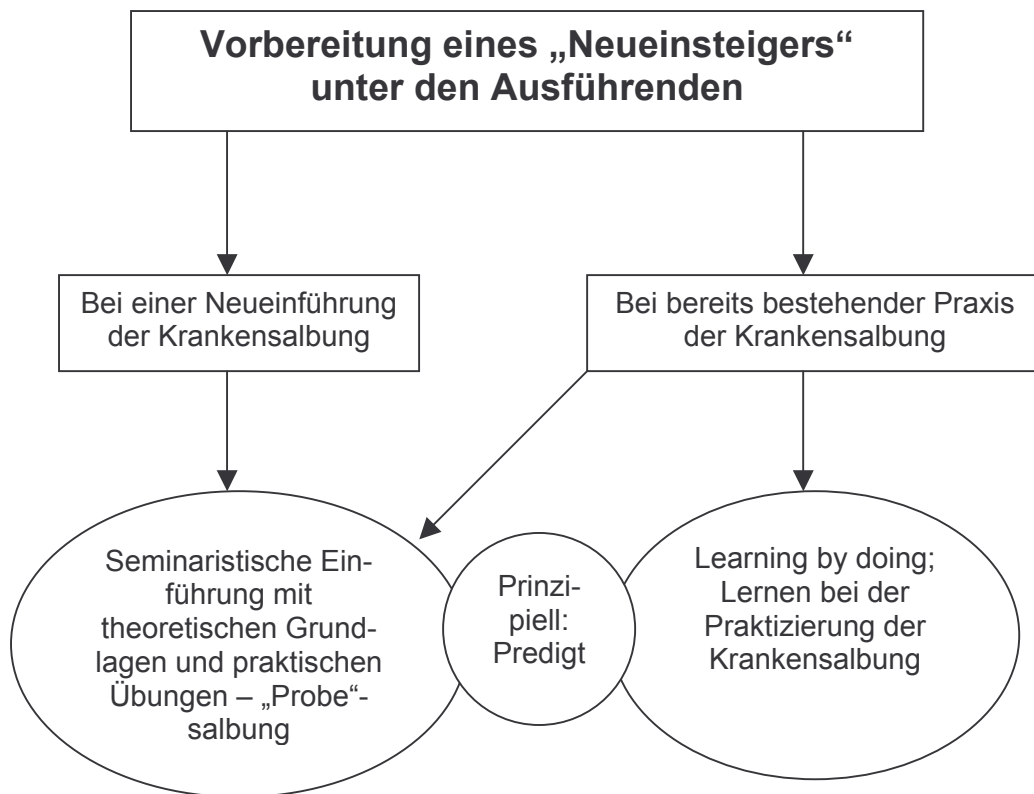 Vorbereitung eines „Neueinsteigers“
unter den Ausführenden
Bei einer Neueinführung
der Krankensalbung
Bei bereits bestehender Praxis
der Krankensalbung
Seminaristische Ein-
führung mit
theoretischen Grund-
lagen und praktischen
Übungen – „Probe“-
salbung
Prinzi-
piell:
Predigt
Learning by doing;
Lernen bei der
Praktizierung der
Krankensalbung